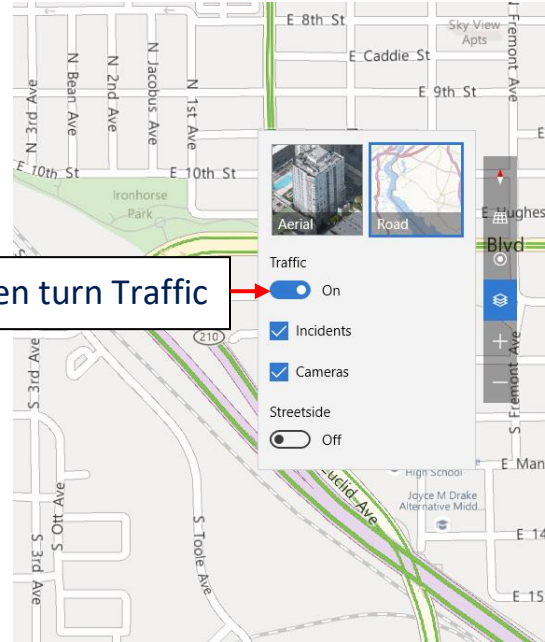 E 8th St
Sky View
Apts
N Fremont Ave
E Caddie St
E 9th St
N 3rd Ave
N Bean Ave
N 2nd Ave
N Jacobus Ave
N 1st Ave
E 10th St
E 10th St
Ironhorse
Park
Aerial
Road
E Hughes
Blvd
Traffic
en turn Traffic
On
210
Incidents
Cameras
Streetside
Off
S 3rd Ave
S Fremont Ave
High School
E Man
Euclid Ave
Joyce M Drake
Alternative Midd...
S Ott Ave
S 3rd Ave
S Toole Ave
E 14
E 15